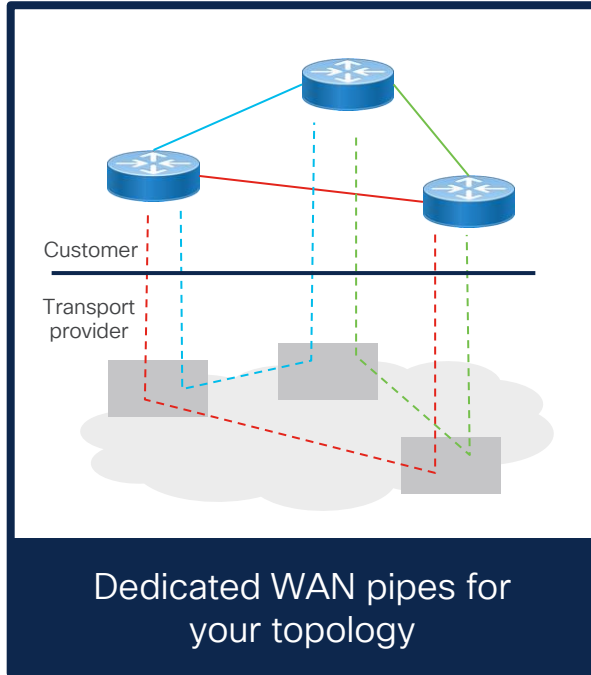 Customer
Transport
provider
Dedicated WAN pipes for
your topology